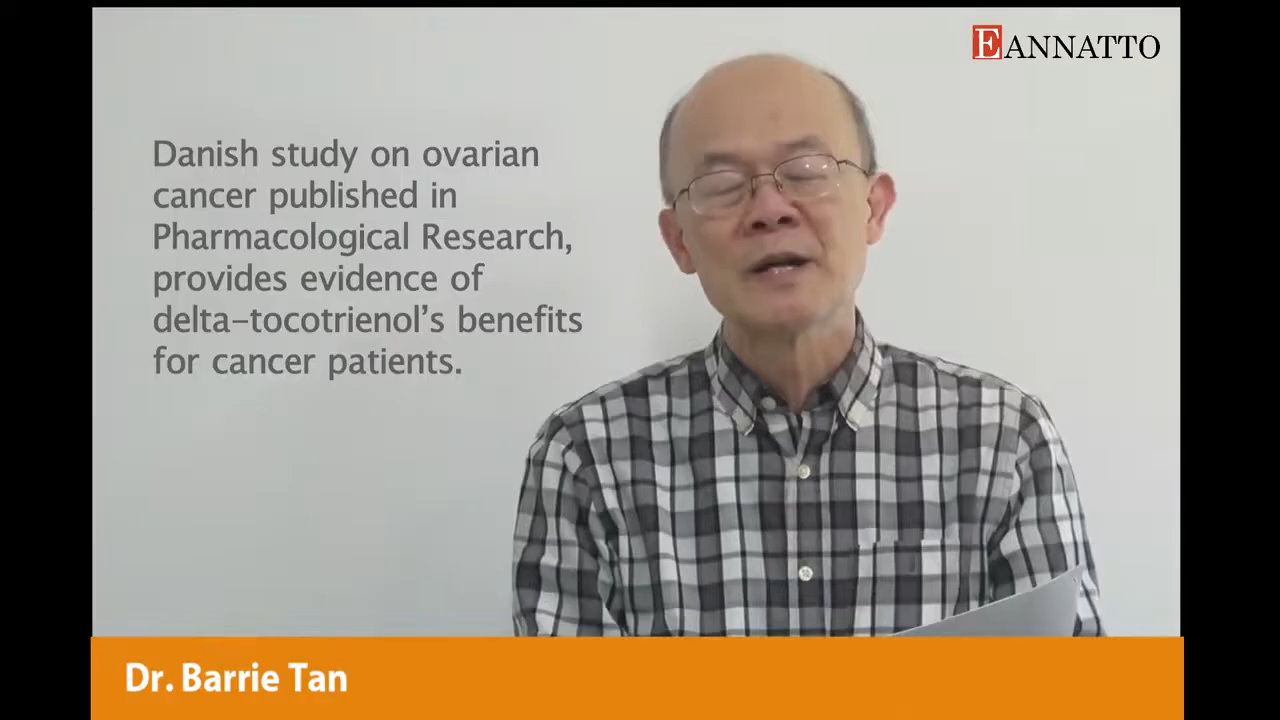 EANNATTO
Danish study on ovarian
cancer published in
Pharmacological Research,
provides evidence of
delta-tocotrienol’s benefits
for cancer patients.
Dr. Barrie Tan